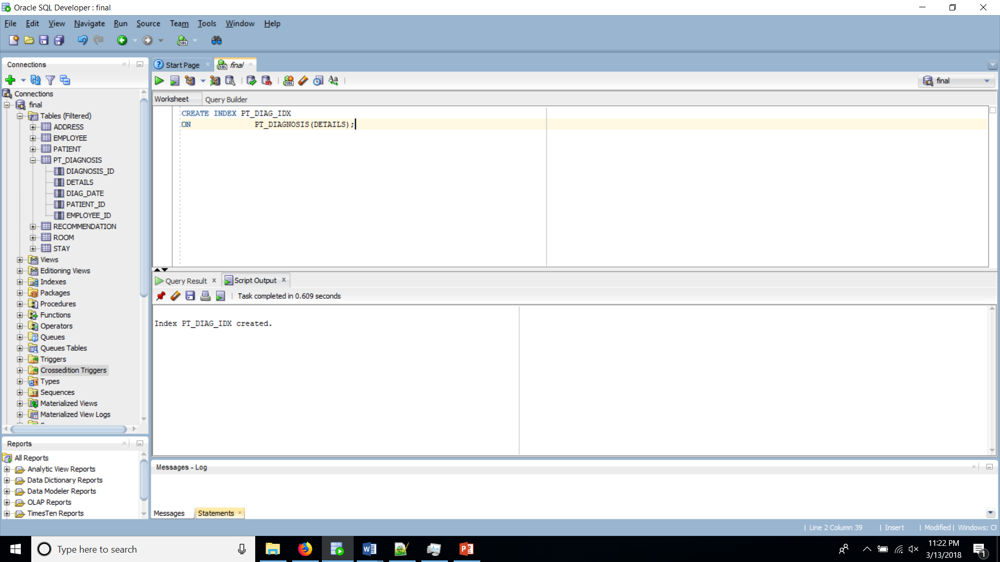 Oracle SQL Developer : final
File Edit View Navigate Run Source Team Tools Window Help
Connections
Connections
final
Tables (Filtered)
ADDRESS
EMPLOYEE
PATIENT
PT_DIAGNOSIS
DIAGNOSIS_ID
DETAILS
DIAG_DATE
PATIENT_ID
EMPLOYEE_ID
RECOMMENDATION
ROOM
STAY
Views
Editioning Views
Indexes
Packages
Procedures
Functions
Operators
Queues
Queues Tables
Triggers
Crossedition Triggers
Types
Sequences
Materialized Views
Materialized View Logs
Reports
All Reports
Analytic View Reports
Data Dictionary Reports
Data Modeler Reports
OLAP Reports
TimesTen Reports
Start Page final
final
Worksheet Query Builder
CREATE INDEX PT_DIAG_IDX
ON PT_DIAGNOSIS(DETAILS);
Query Result Script Output
Task completed in 0.609 seconds
Index PT_DIAG_IDX created.
Messages - Log
Messages Statements
Line 2 Column 39 | Insert | Modified | Windows:
Type here to search
11:22 PM
3/13/2018
1